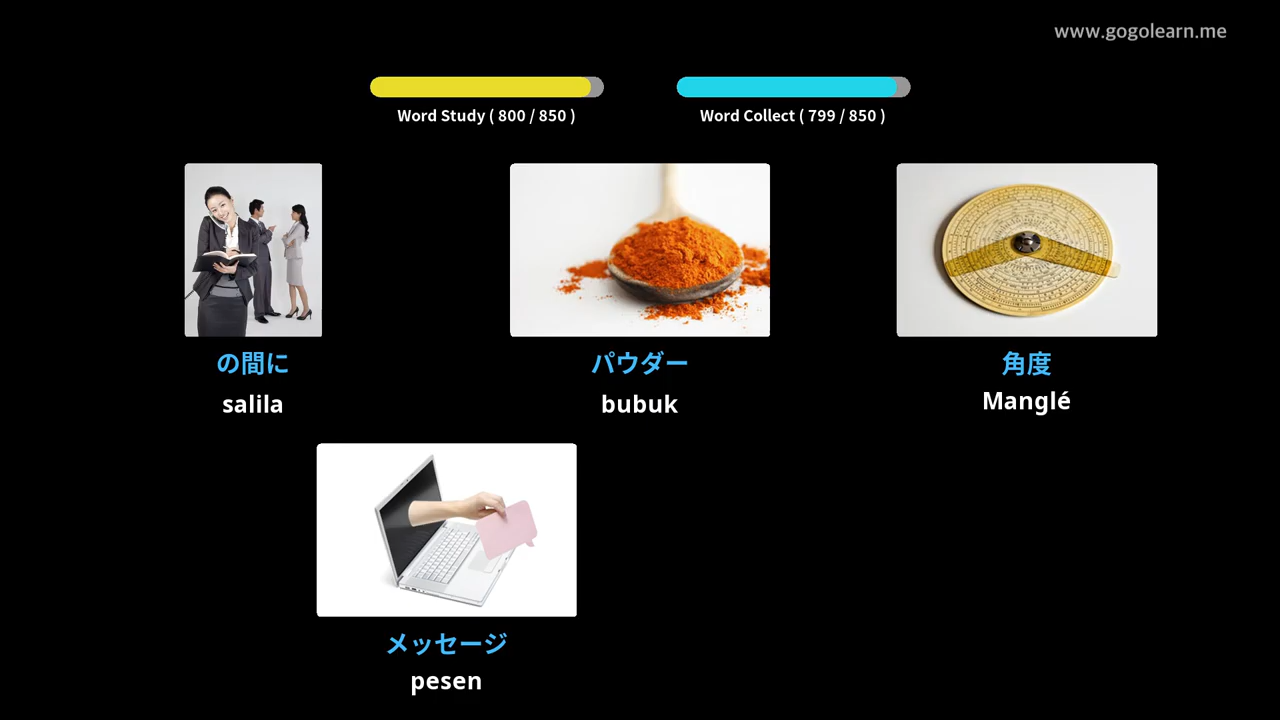 www.gogolearn.me
Word Study ( 800 / 850 )
Word Collect ( 799 / 850 )
の間に
salila
パウダー
bubuk
角度
Manglé
メッセージ
pesen